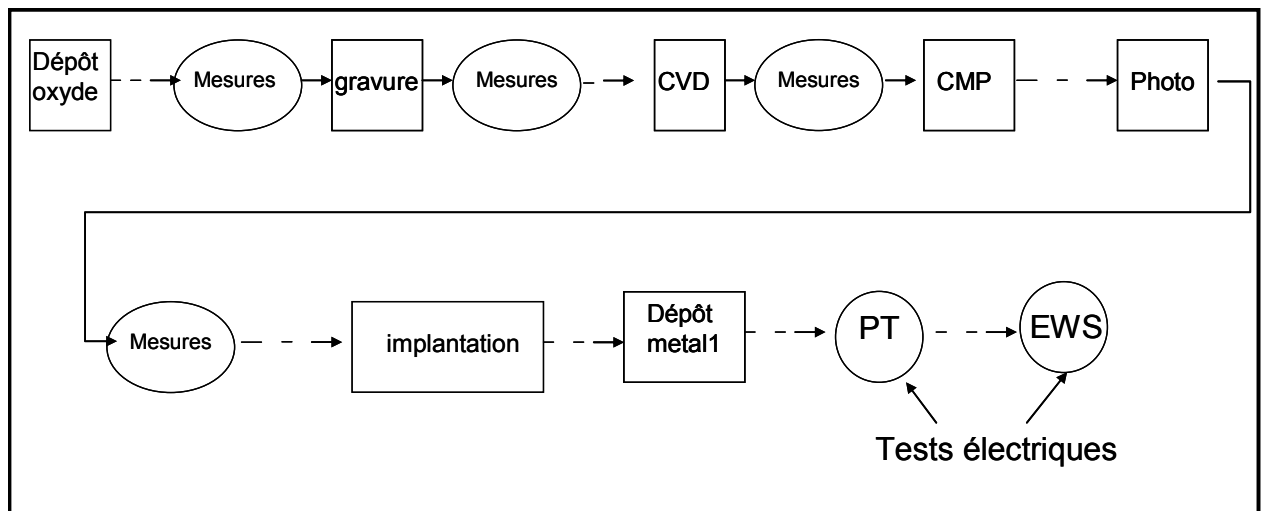 Dépôt
oxyde
Mesures
gravure
Mesures
CVD
Mesures
CMP
Photo
Mesures
implantation
Dépôt
metal1
PT
EWS
Tests électriques